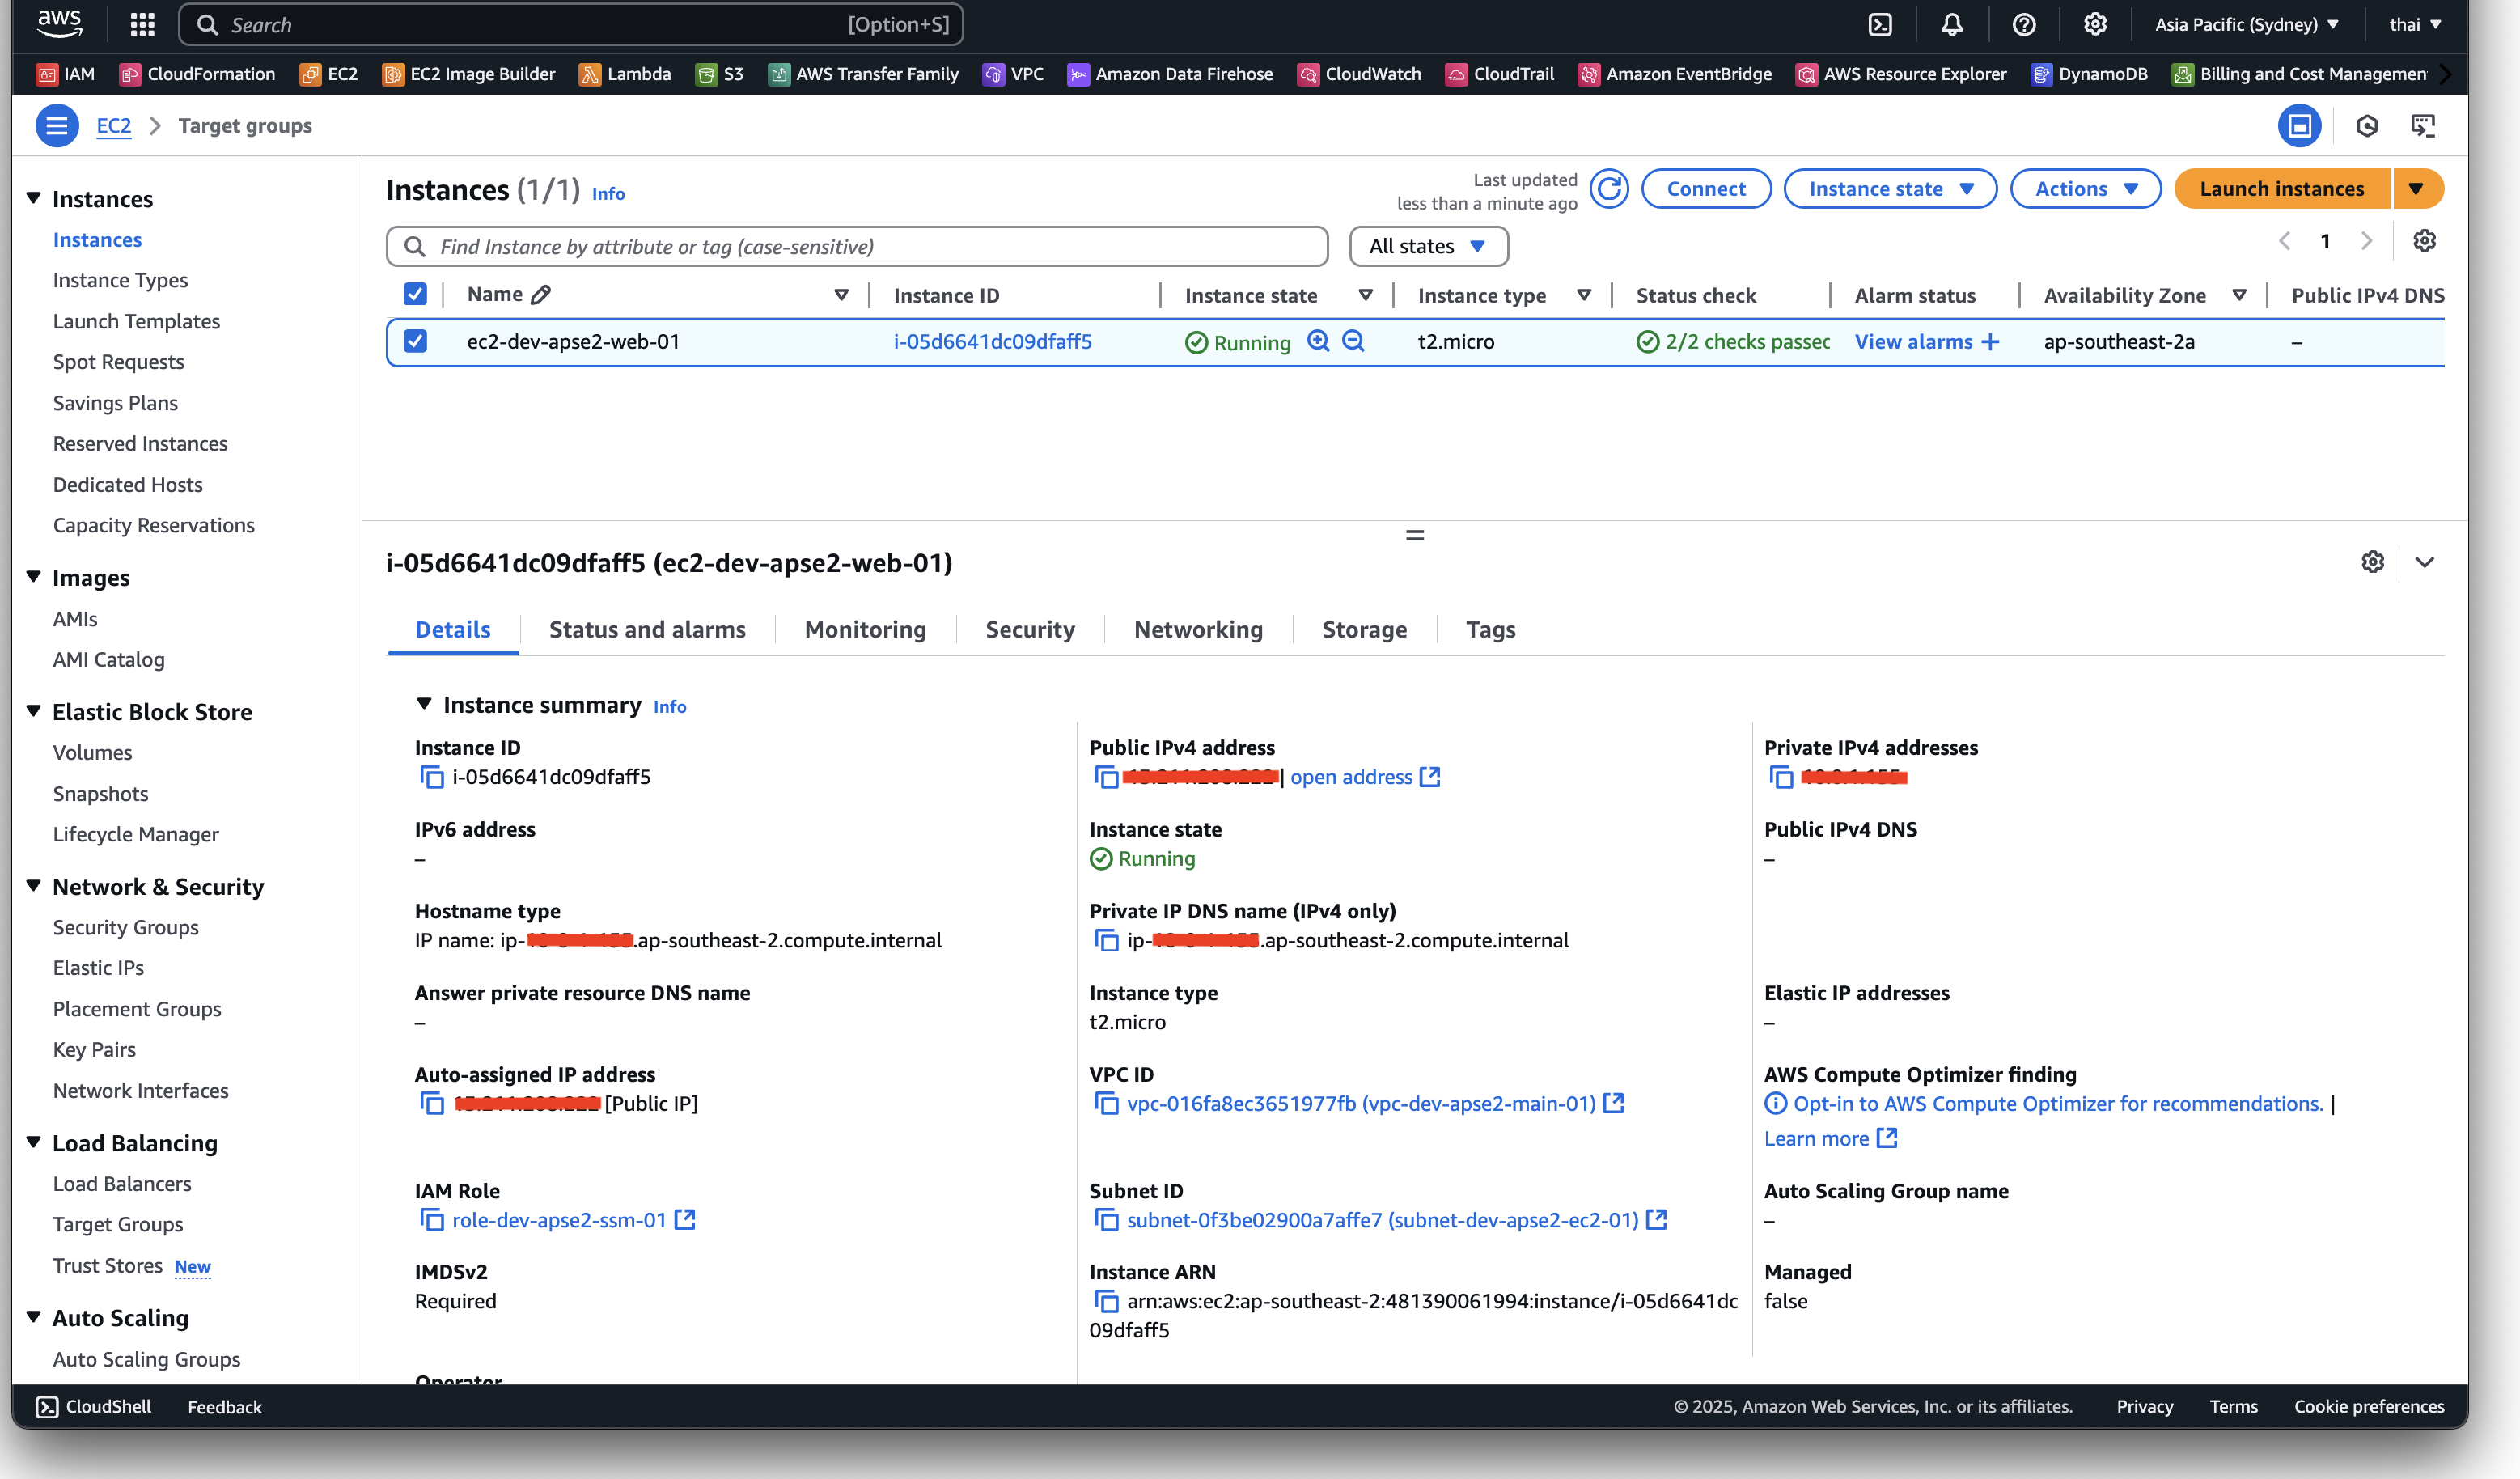 aws
Search
[Option+S]
Asia Pacific (Sydney)
thai
IAM
CloudFormation
EC2
EC2 Image Builder
Lambda
S3
AWS Transfer Family
VPC
Amazon Data Firehose
CloudWatch
CloudTrail
Amazon EventBridge
AWS Resource Explorer
DynamoDB
Billing and Cost Managemen
EC2
Target groups
Instances
Instances
Instance Types
Launch Templates
Spot Requests
Savings Plans
Reserved Instances
Dedicated Hosts
Capacity Reservations
Images
AMIs
AMI Catalog
Elastic Block Store
Volumes
Snapshots
Lifecycle Manager
Network & Security
Security Groups
Elastic IPs
Placement Groups
Key Pairs
Network Interfaces
Load Balancing
Load Balancers
Target Groups
Trust Stores New
Auto Scaling
Auto Scaling Groups
Instances (1/1) Info
Last updated
less than a minute ago
Connect
Instance state
Actions
Launch instances
Find Instance by attribute or tag (case-sensitive)
All states
1
Name
Instance ID
Instance state
Instance type
Status check
Alarm status
Availability Zone
Public IPv4 DNS
ec2-dev-apse2-web-01
i-05d6641dc09dfaff5
Running
t2.micro
2/2 checks passec
View alarms +
ap-southeast-2a
–
i-05d6641dc09dfaff5 (ec2-dev-apse2-web-01)
Details
Status and alarms
Monitoring
Security
Networking
Storage
Tags
Instance summary Info
Instance ID
i-05d6641dc09dfaff5
Public IPv4 address
| open address
Private IPv4 addresses
IPv6 address
–
Instance state
Running
Public IPv4 DNS
–
Hostname type
IP name: ip- .ap-southeast-2.compute.internal
Private IP DNS name (IPv4 only)
ip- .ap-southeast-2.compute.internal
Answer private resource DNS name
–
Instance type
t2.micro
Elastic IP addresses
–
Auto-assigned IP address
[Public IP]
VPC ID
vpc-016fa8ec3651977fb (vpc-dev-apse2-main-01)
AWS Compute Optimizer finding
Opt-in to AWS Compute Optimizer for recommendations. |
Learn more
IAM Role
role-dev-apse2-ssm-01
Subnet ID
subnet-0f3be02900a7affe7 (subnet-dev-apse2-ec2-01)
Auto Scaling Group name
–
IMDSv2
Required
Instance ARN
arn:aws:ec2:ap-southeast-2:481390061994:instance/i-05d6641dc
09dfaff5
Managed
false
Operator
CloudShell
Feedback
© 2025, Amazon Web Services, Inc. or its affiliates.
Privacy
Terms
Cookie preferences